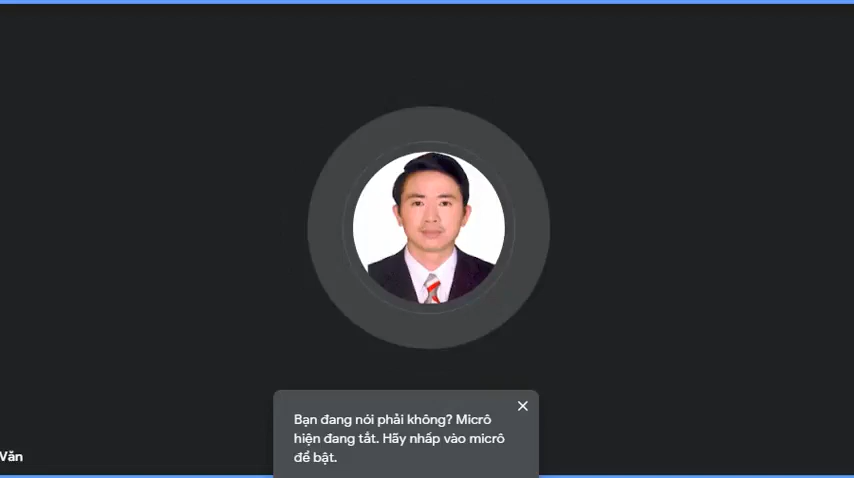 Bạn đang nói phải không? Micrô
hiện đang tắt. Hãy nhấp vào micrô
để bật.
Văn